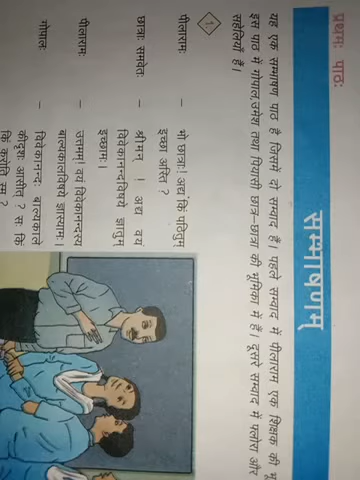 प्रथमः पाठः
सम्भाषणम्
यह एक सम्भाषण पाठ है जिसमें दो सम्वाद हैं। पहले सम्वाद में पीलाराम एक शिक्षक की
इस पाठ में गोपाल,उमेश तथा पियासी छात्र-छात्रा की भूमिका में है। दूसरे सम्वाद में फ्लोरा और
सहेलियाँ हैं।
1.
पीलारामः – भो छात्राः! अद्य किं पठितुम्
इच्छा अस्ति ?
छात्राः समवेतः – श्रीमन् । अद्य वयं
विवेकानन्दविषये ज्ञातुम्
इच्छामः।
पीलारामः – उत्तमम्। वयं विवेकानन्दस्य
बाल्यकालविषये ज्ञास्यामः।
गोपालः – विवेकानन्दः बाल्यकाले
कीदृशः आसीत् ? सः किं
किं करोति स्म ?